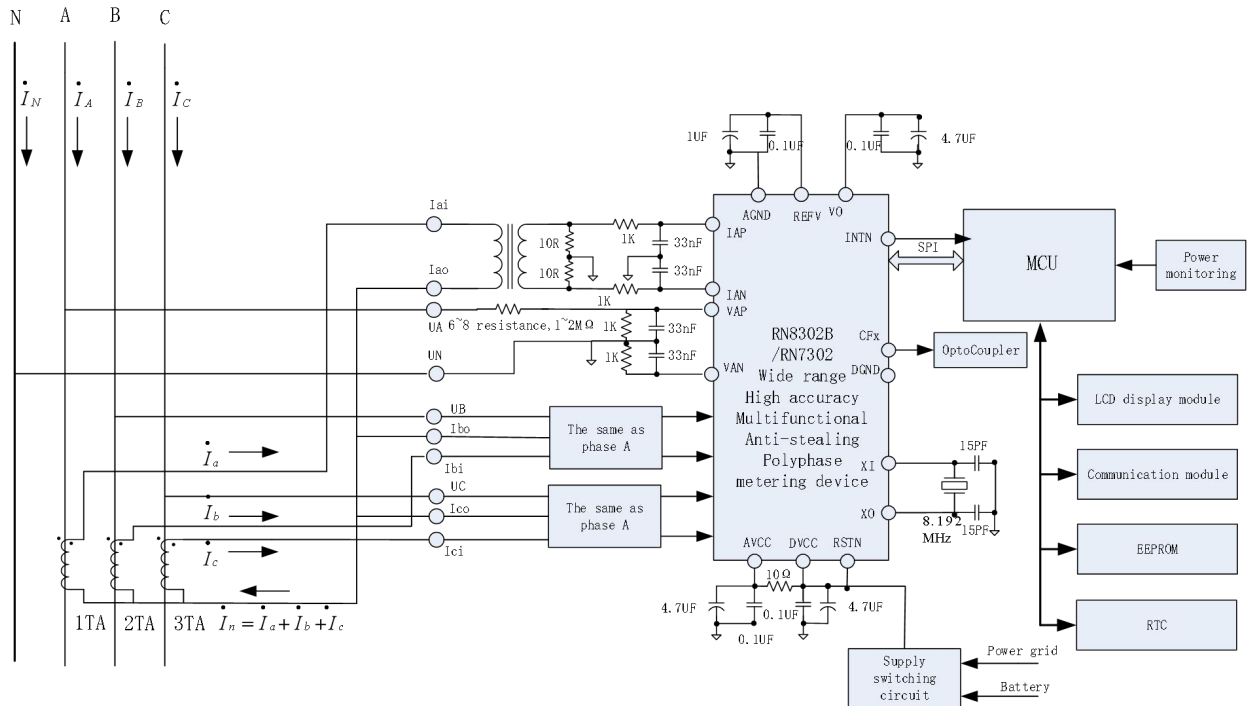 N A B C
İN İA İB İC
1UF
0.1UF
0.1UF
4.7UF
AGND
REFV
VO
Iai
Iao
10R
10R
1K
33nF
33nF
1K
IAP
IAN
INTN
SPI
MCU
Power
monitoring
UA
6~8 resistance,1~2MΩ
1K
33nF
1K
33nF
VAP
VAN
UN
RN8302B
/RN7302
Wide range
High accuracy
Multifunctional
Anti-stealing
Polyphase
metering device
CFx
DGND
OptoCoupler
UB
Ibo
Ibi
The same as
phase A
UC
Ico
Ici
The same as
phase A
İa
İb
İc
XI
XO
15PF
15PF
8.192
MHz
LCD display module
Communication module
EEPROM
RTC
AVCC
DVCC
RSTN
10Ω
4.7UF
0.1UF
0.1UF
4.7UF
1TA 2TA 3TA İn=İa+İb+İc
Supply
switching
circuit
Power grid
Battery